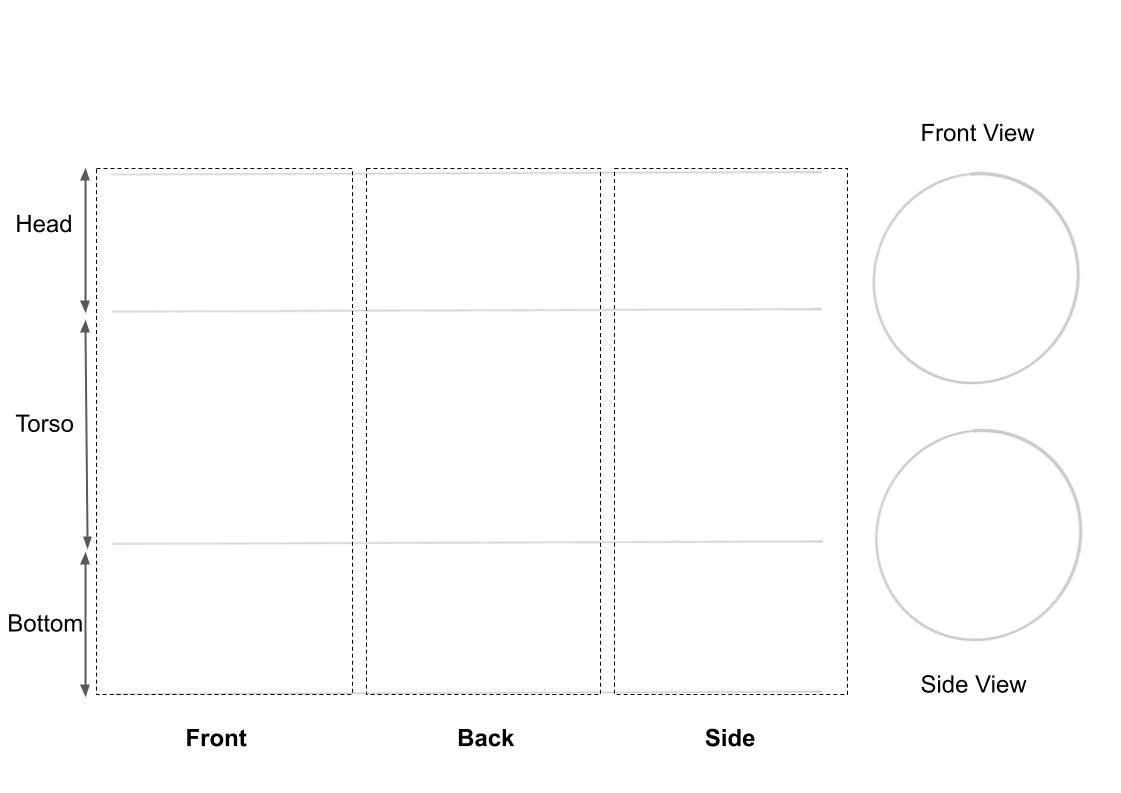 Front View
Head
Torso
Bottom
Side View
Front
Back
Side